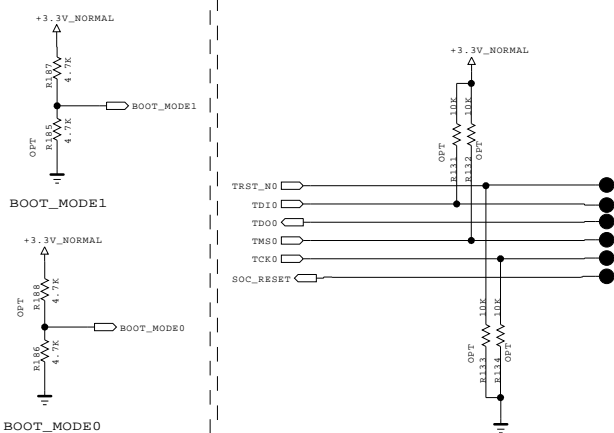 +3.3V_NORMAL
R187
4.7K
BOOT_MODE1
R185
4.7K
OPT
BOOT_MODE1
+3.3V_NORMAL
R188
4.7K
OPT
BOOT_MODE0
R186
4.7K
BOOT_MODE0
+3.3V_NORMAL
10K
10K
OPT
R131
R132
OPT
TRST_N0
TDI0
TDO0
TMS0
TCK0
SOC_RESET
10K
10K
OPT
R133
R134
OPT